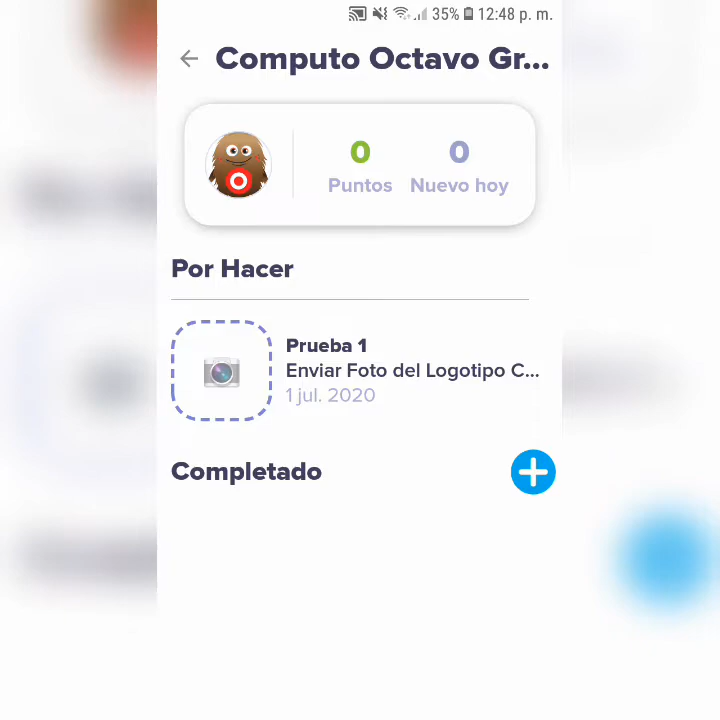 35% 12:48 p. m.
Computo Octavo Gr...
0
Puntos
0
Nuevo hoy
Por Hacer
Prueba 1
Enviar Foto del Logotipo C...
1 jul. 2020
Completado